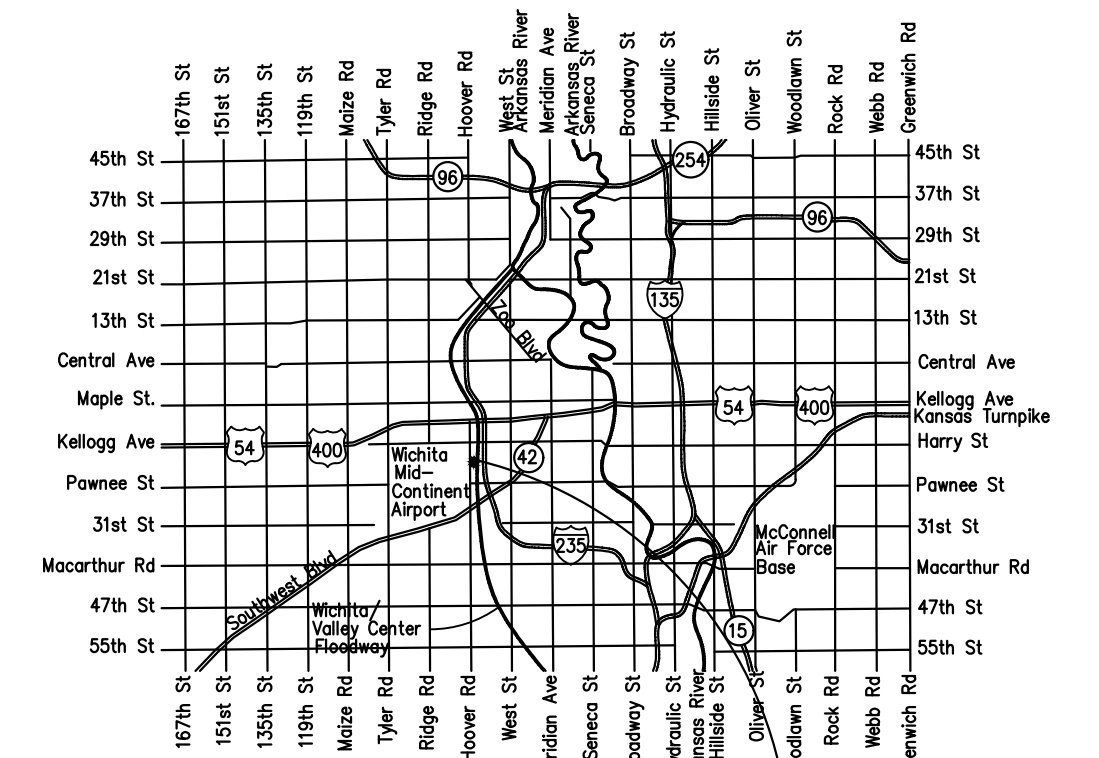 167th St
151st St
135th St
119th St
Maize Rd
Tyler Rd
Ridge Rd
Hoover Rd
West St
Arkansas River
Meridian Ave
Arkansas River
Seneca St
Broadway St
Hydraulic St
Hillside St
Oliver St
Woodlawn St
Rock Rd
Webb Rd
Greenwich Rd
45th St
254
45th St
96
37th St
37th St
96
29th St
29th St
21st St
21st St
135
13th St
Zoo Blvd
13th St
Central Ave
Central Ave
Maple St.
54
400
Kellogg Ave
Kansas Turnpike
Kellogg Ave
54
400
Harry St
42
Wichita
Mid-
Continent
Airport
Pawnee St
Pawnee St
31st St
31st St
235
McConnell
Air Force
Base
Macarthur Rd
Macarthur Rd
Southwest Blvd
47th St
47th St
Wichita/
Valley Center
Floodway
15
55th St
55th St
167th St
151st St
135th St
119th St
Maize Rd
Tyler Rd
Ridge Rd
Hoover Rd
West St
ridian Ave
Seneca St
oadway St
draulic St
nsas River
Hillside St
Oliver St
odlawn St
Rock Rd
Webb Rd
enwich Rd